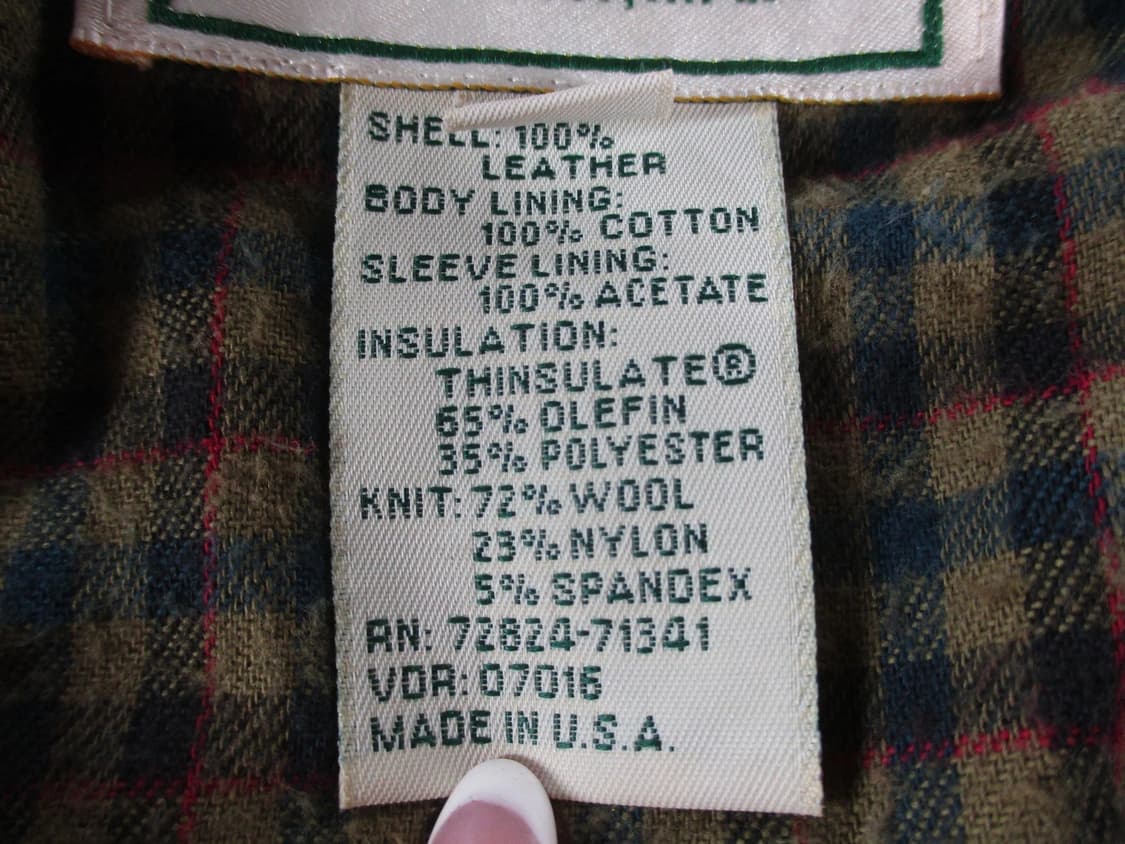 SHELL: 100%
LEATHER
BODY LINING:
100% COTTON
SLEEVE LINING:
100% ACETATE
INSULATION:
THINSULATE®
65% OLEFIN
35% POLYESTER
KNIT: 72% WOOL
23% NYLON
5% SPANDEX
RN: 72824-71341
VDR: 07016
MADE IN U.S.A.